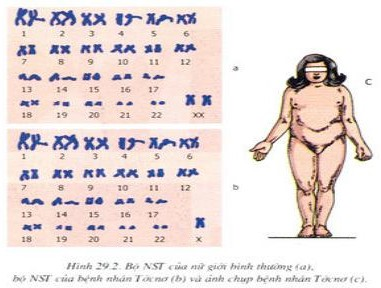 1 2 3 4 5 6
7 8 9 10 11 12
13 14 15 16 17
18 19 20 21 22 XX
a
1 2 3 4 5 6
7 8 9 10 11 12
13 14 15 16 17
18 19 20 21 22 X
b
C
Hình 29.2. Bộ NST của nữ giới bình thường (a),
bộ NST của bệnh nhân Tớcnơ (b) và ảnh chụp bệnh nhân Tớcnơ (c).